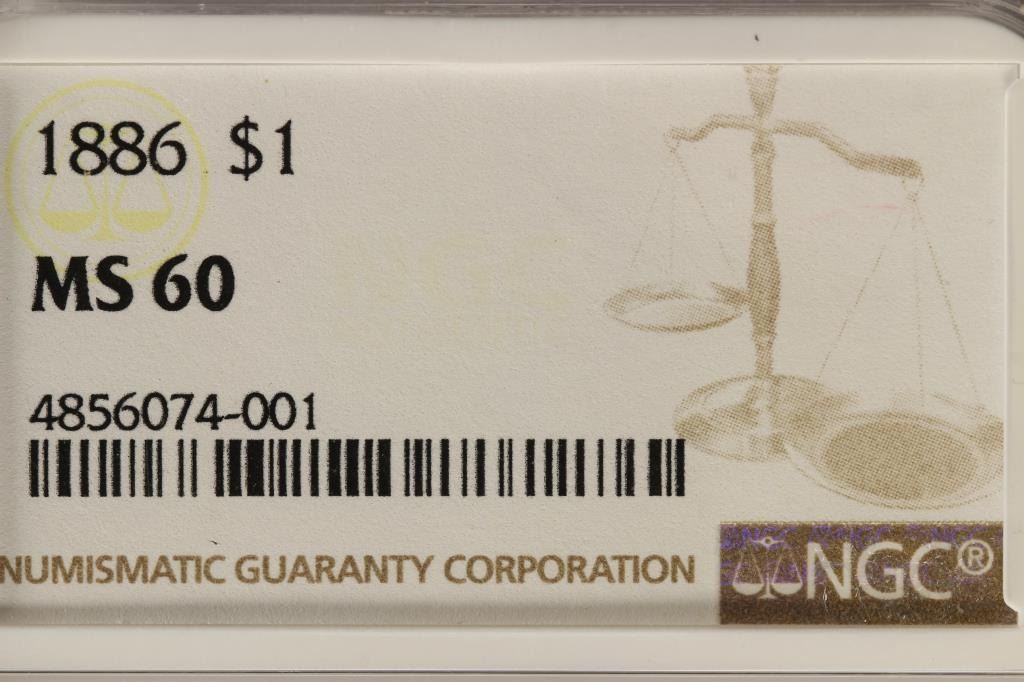 1886 $1
MS 60
4856074-001
NUMISMATIC GUARANTY CORPORATION
NGC®